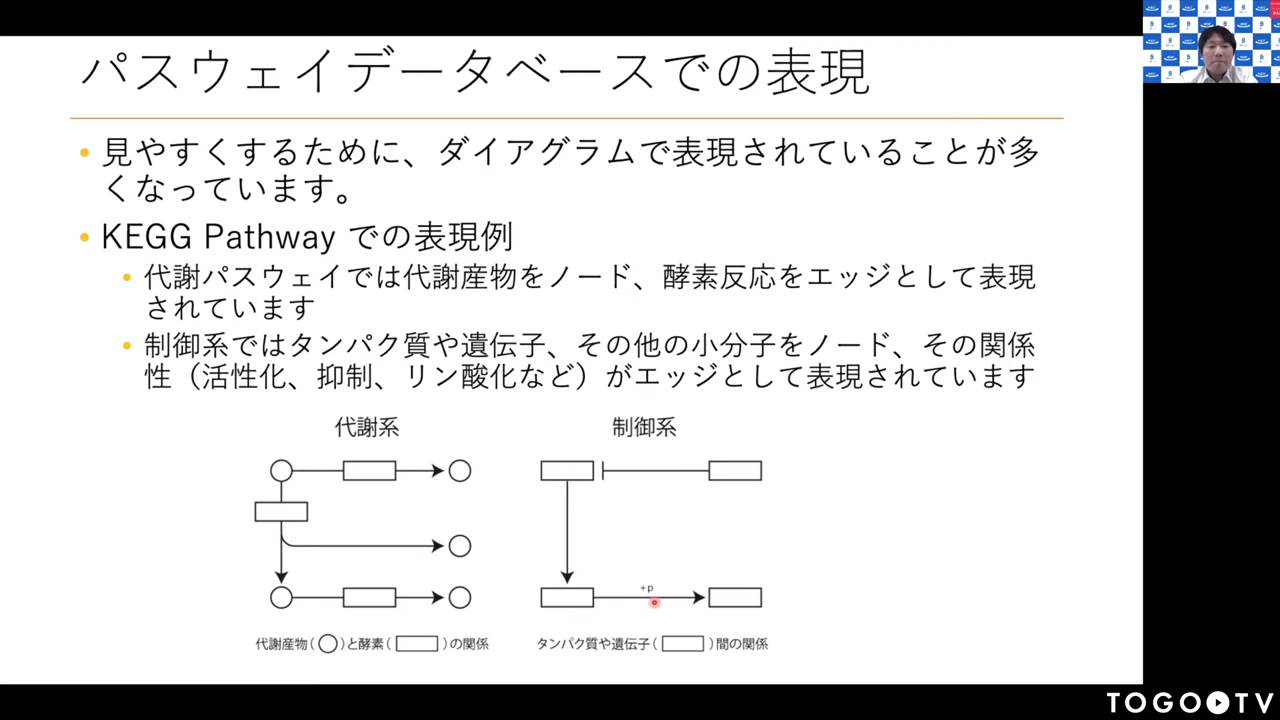 パスウェイデータベースでの表現
• 見やすくするために、ダイアグラムで表現されていることが多
くなっています。
• KEGG Pathway での表現例
• 代謝パスウェイでは代謝産物をノード、酵素反応をエッジとして表現
されています
• 制御系ではタンパク質や遺伝子、その他の小分子をノード、その関係
性（活性化、抑制、リン酸化など）がエッジとして表現されています
代謝系
制御系
+p
代謝産物(○)と酵素( )の関係
タンパク質や遺伝子( )間の関係
TOGO TV